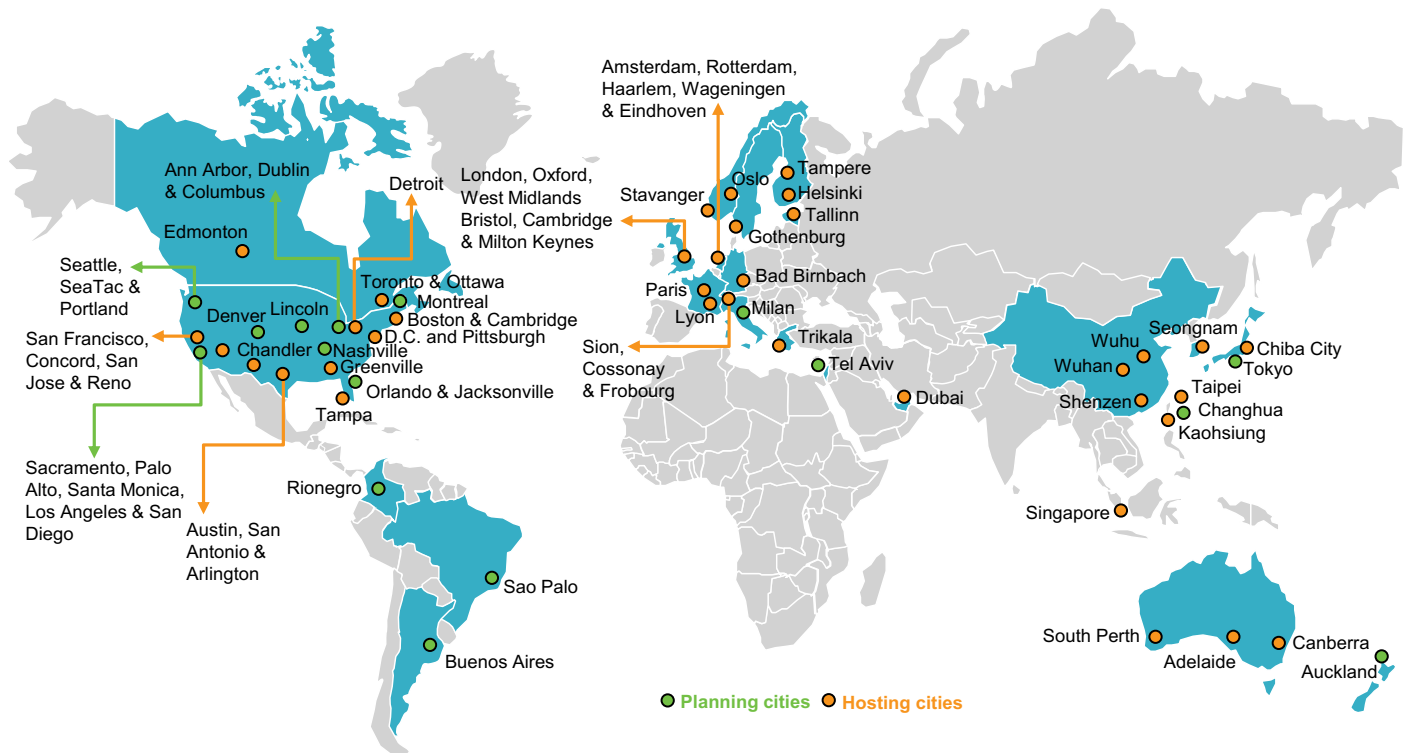 Amsterdam, Rotterdam,
Haarlem, Wageningen
& Eindhoven
Ann Arbor, Dublin
& Columbus
Detroit
London, Oxford,
West Midlands
Bristol, Cambridge
& Milton Keynes
Edmonton
Seattle,
SeaTac &
Portland
Toronto & Ottawa
Montreal
Lincoln
Denver
Boston & Cambridge
D.C. and Pittsburgh
San Francisco,
Concord, San
Jose & Reno
Chandler
Nashville
Greenville
Orlando & Jacksonville
Tampa
Sacramento, Palo
Alto, Santa Monica,
Los Angeles & San
Diego
Austin, San
Antonio &
Arlington
Rionegro
Sao Palo
Buenos Aires
Stavanger
Oslo
Tampere
Helsinki
Tallinn
Gothenburg
Bad Birnbach
Paris
Lyon
Milan
Trikala
Sion,
Cossonay
& Frobourg
Tel Aviv
Dubai
Seongnam
Wuhu
Wuhan
Shenzen
Chiba City
Tokyo
Taipei
Changhua
Kaohsiung
Singapore
South Perth
Adelaide
Canberra
Auckland
Planning cities
Hosting cities